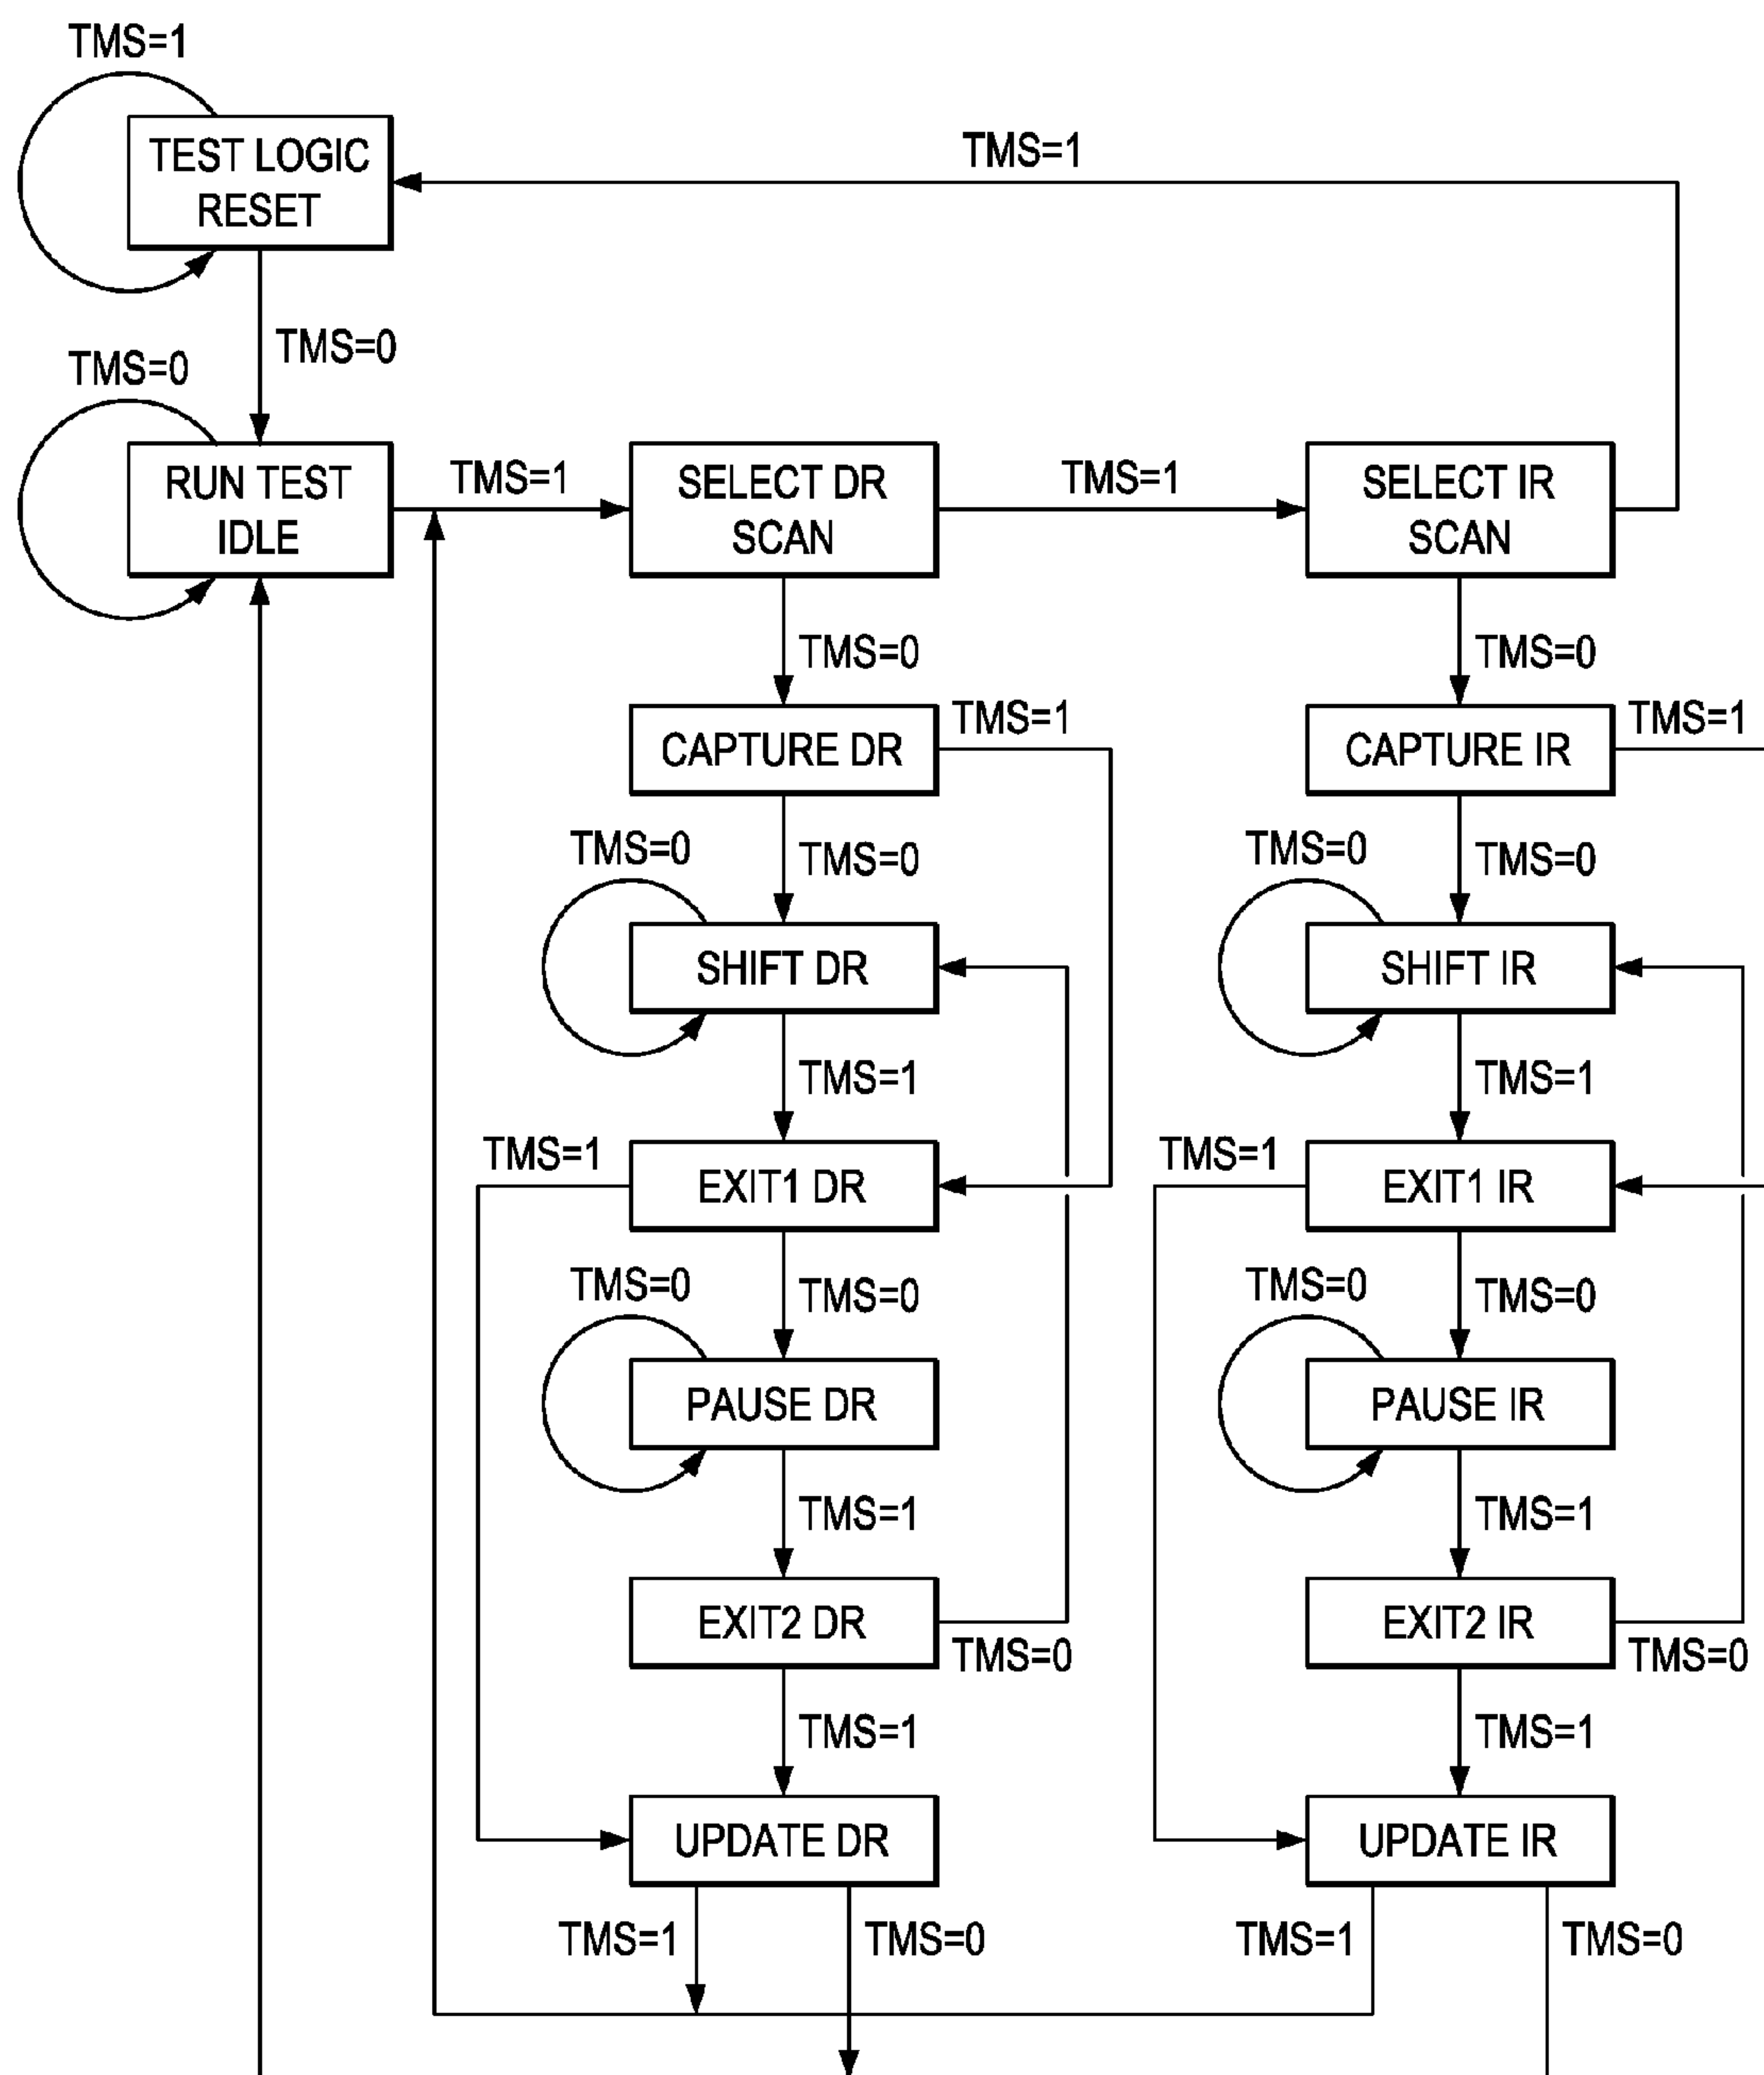 TMS=1
TEST LOGIC
RESET
TMS=1
TMS=0
TMS=0
RUN TEST
IDLE
TMS=1
SELECT DR
SCAN
TMS=1
SELECT IR
SCAN
TMS=0
TMS=0
CAPTURE DR
TMS=1
CAPTURE IR
TMS=1
TMS=0
TMS=0
TMS=0
TMS=0
SHIFT DR
SHIFT IR
TMS=1
TMS=1
TMS=1
EXIT1 DR
TMS=1
EXIT1 IR
TMS=0
TMS=0
TMS=0
TMS=0
PAUSE DR
PAUSE IR
TMS=1
TMS=1
EXIT2 DR
TMS=0
EXIT2 IR
TMS=0
TMS=1
TMS=1
UPDATE DR
UPDATE IR
TMS=1
TMS=0
TMS=1
TMS=0